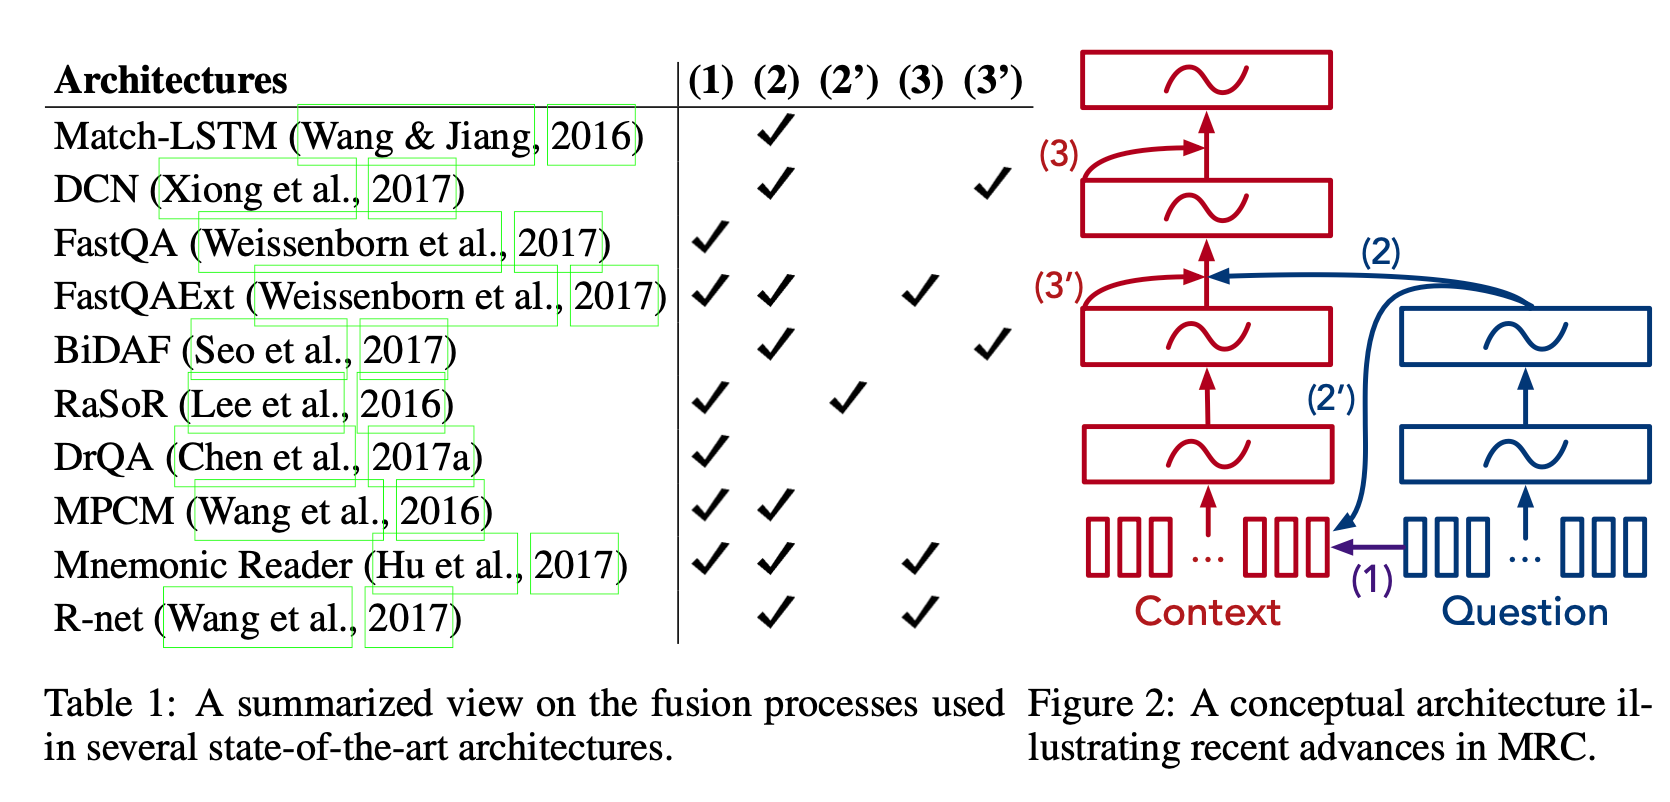 Architectures (1) (2) (2’) (3) (3’)
Match-LSTM (Wang & Jiang, 2016) ✓
DCN (Xiong et al., 2017) ✓ ✓
FastQA (Weissenborn et al., 2017) ✓
FastQAExt (Weissenborn et al., 2017) ✓ ✓ ✓
BiDAF (Seo et al., 2017) ✓ ✓
RaSoR (Lee et al., 2016) ✓ ✓
DrQA (Chen et al., 2017a) ✓
MPCM (Wang et al., 2016) ✓ ✓
Mnemonic Reader (Hu et al., 2017) ✓ ✓ ✓
R-net (Wang et al., 2017) ✓ ✓
Table 1: A summarized view on the fusion processes used
in several state-of-the-art architectures.
(3)
(2)
(3′)
(2′)
... ...
(1)
Context Question
Figure 2: A conceptual architecture il-
lustrating recent advances in MRC.